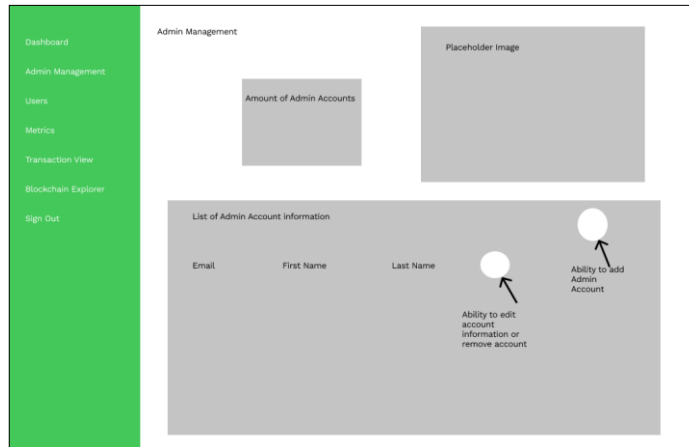 Dashboard
Admin Management
Users
Metrics
Transaction View
Blockchain Explorer
Sign Out
Admin Management
Placeholder Image
Amount of Admin Accounts
List of Admin Account information
Email
First Name
Last Name
Ability to add
Admin
Account
Ability to edit
account
information or
remove account